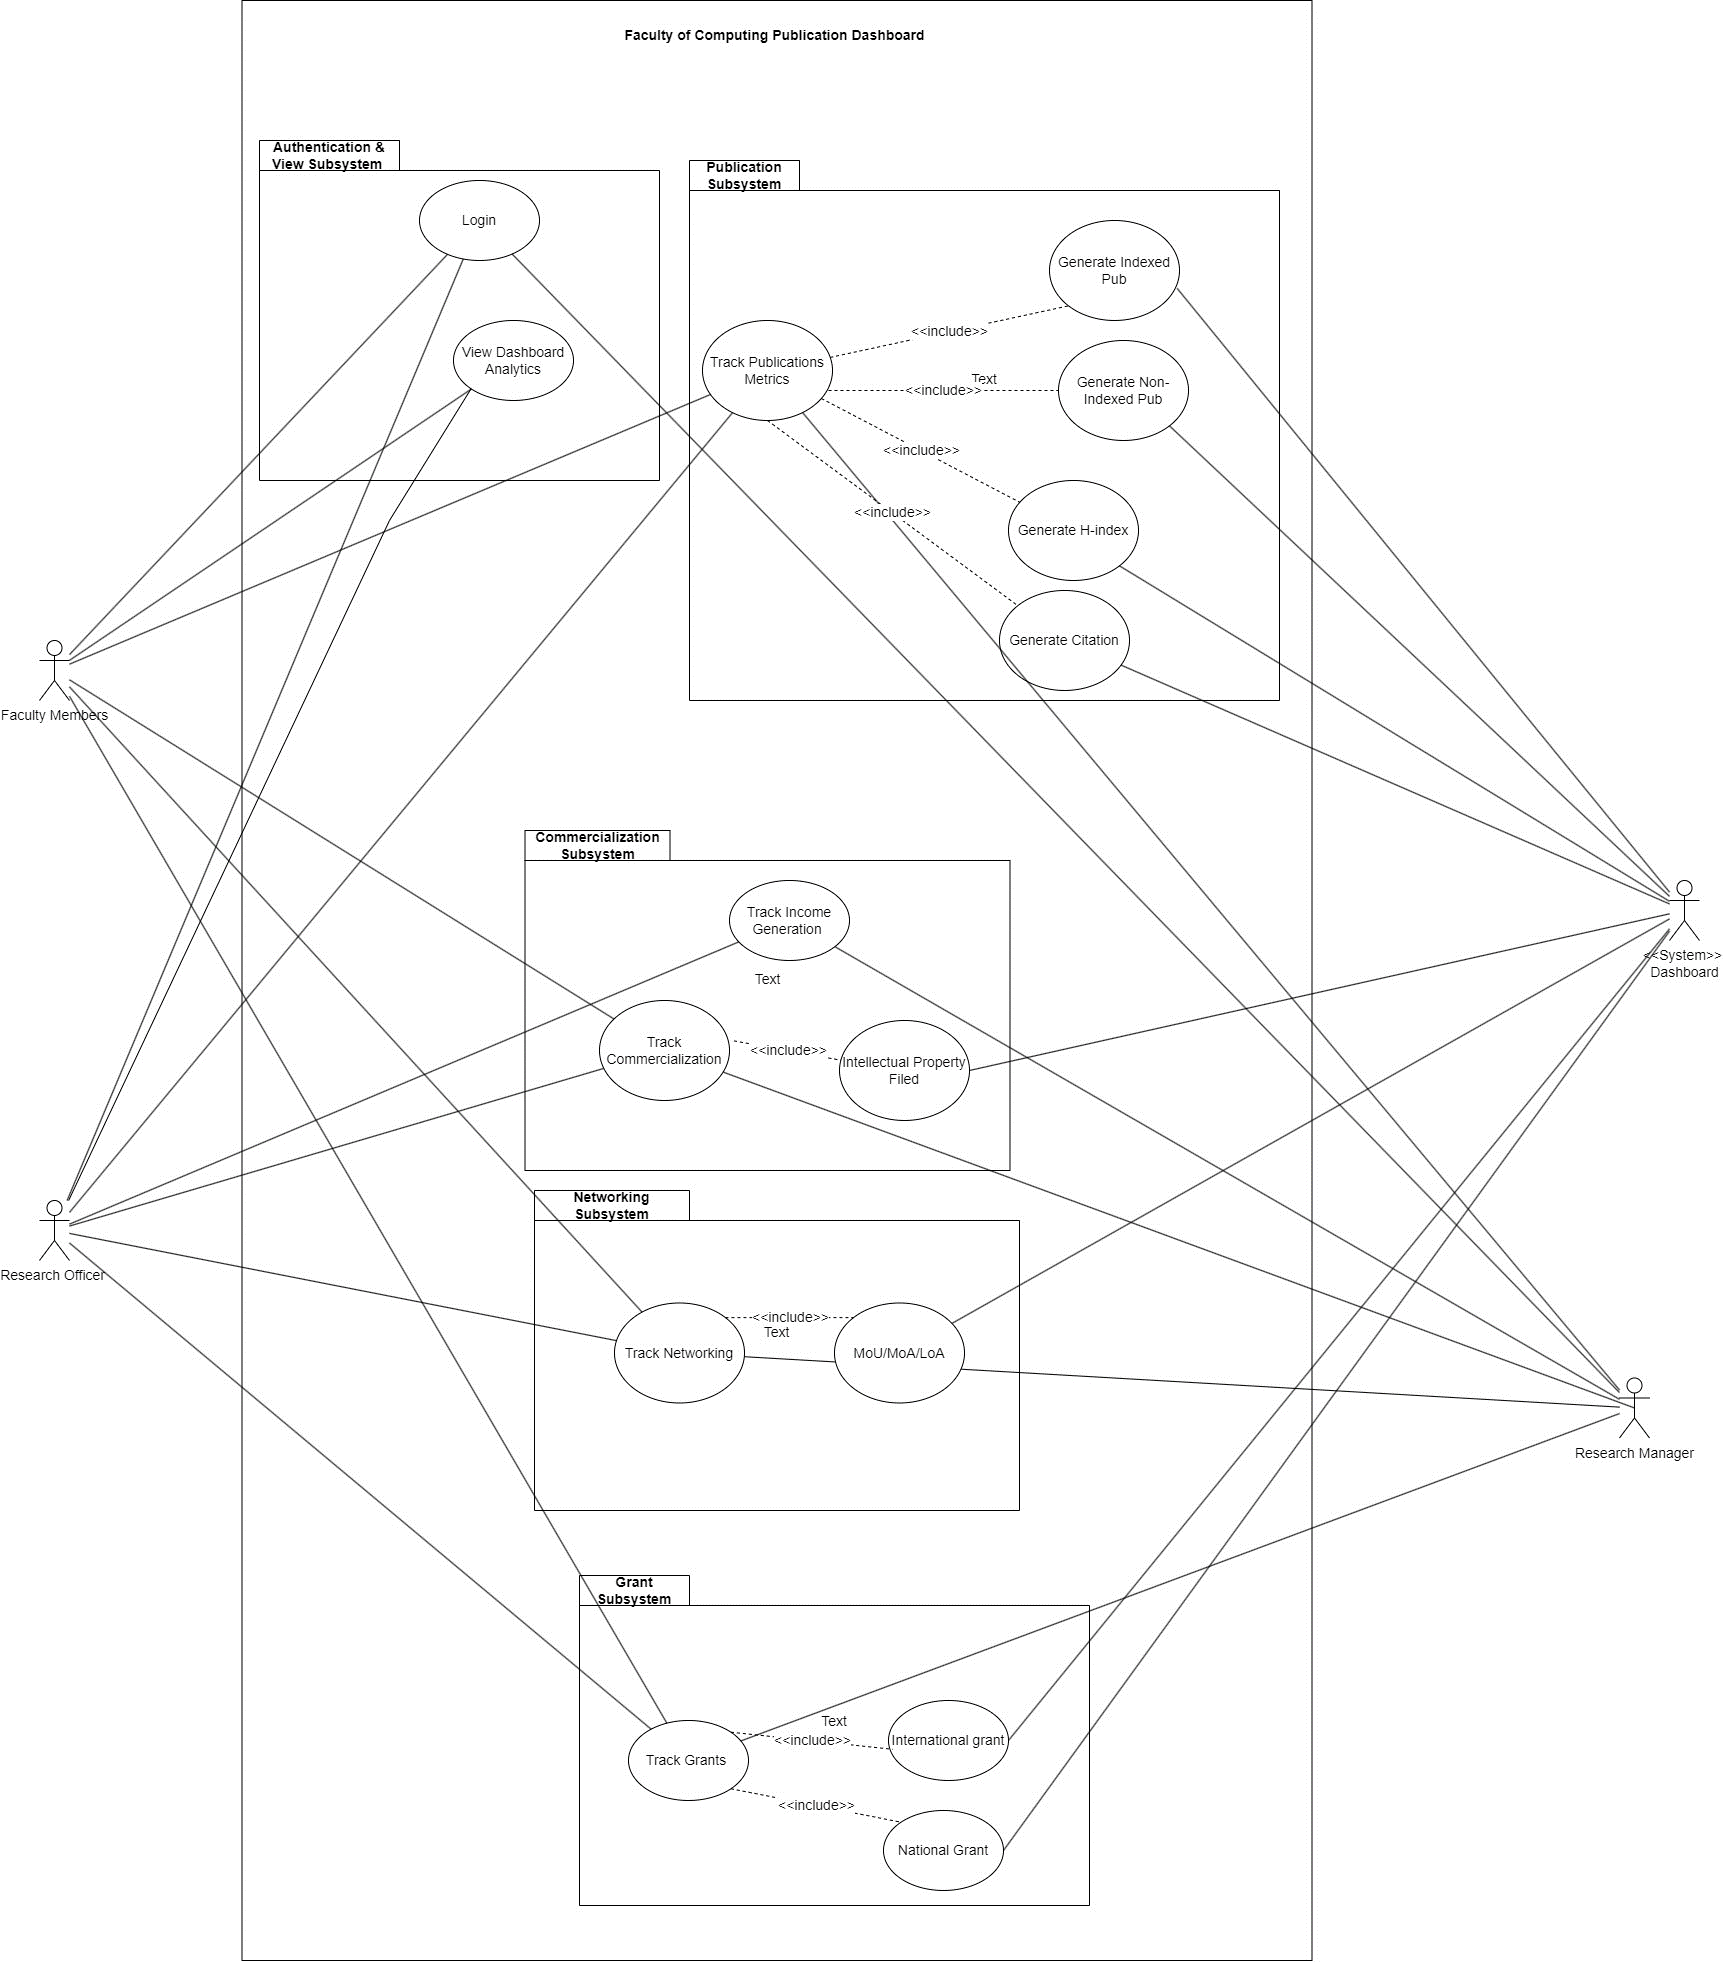 Faculty of Computing Publication Dashboard
Authentication &
View Subsystem
Login
View Dashboard
Analytics
Publication
Subsystem
Generate Indexed
Pub
<<include>>
Track Publications
Metrics
Text
<<include>>
Generate Non-
Indexed Pub
<<include>>
<<include>>
Generate H-index
Generate Citation
Faculty Members
Commercialization
Subsystem
Track Income
Generation
Text
Track
Commercialization
<<include>>
Intellectual Property
Filed
<<System>>
Dashboard
Research Officer
Networking
Subsystem
<<include>>
Text
Track Networking
MoU/MoA/LoA
Research Manager
Grant
Subsystem
Text
<<include>>
International grant
Track Grants
<<include>>
National Grant